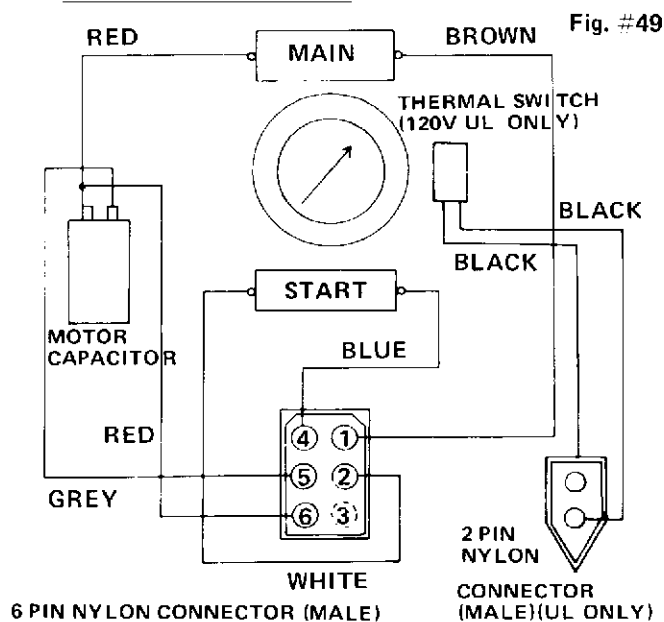 Fig. #49
RED
MAIN
BROWN
THERMAL SWITCH
(120V UL ONLY)
BLACK
BLACK
START
MOTOR
CAPACITOR
BLUE
RED
4 1
5 2
6 3
GREY
2 PIN
NYLON
CONNECTOR
(MALE)(UL ONLY)
WHITE
6 PIN NYLON CONNECTOR (MALE)